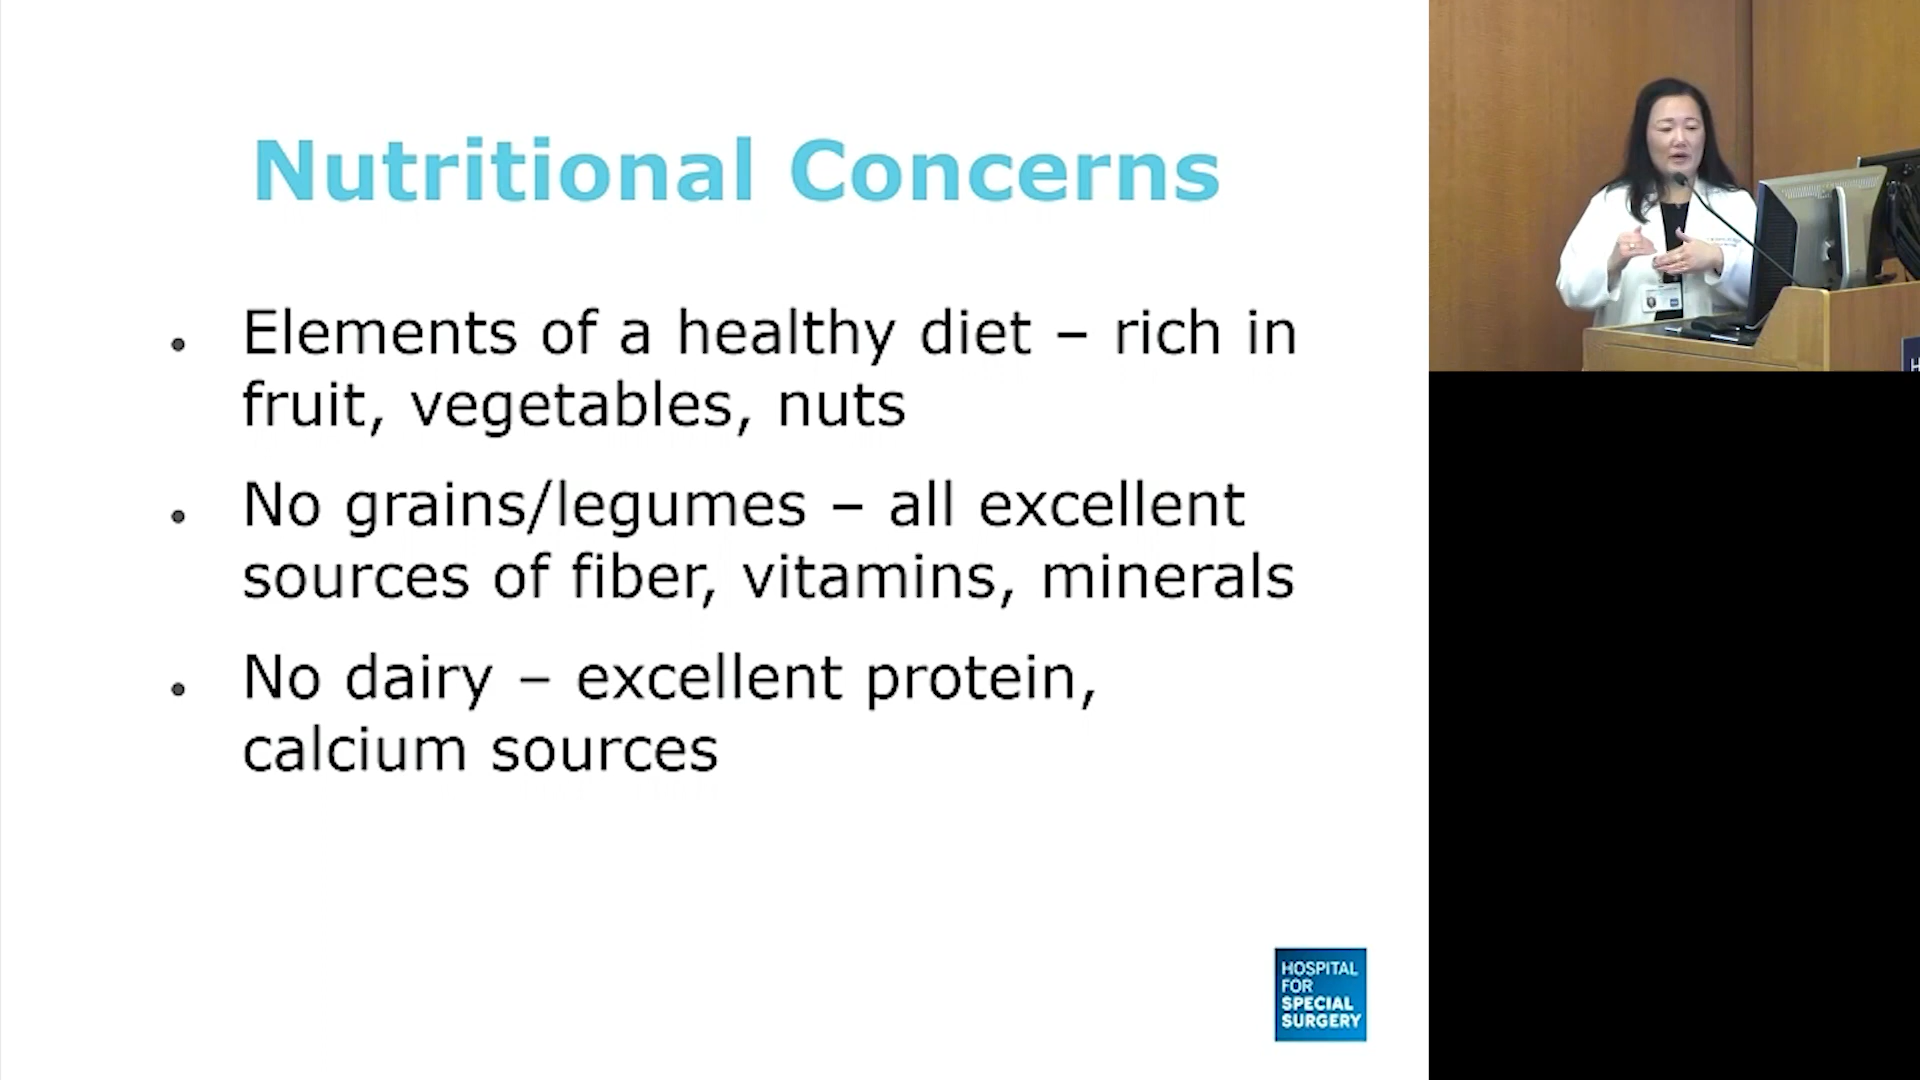 Nutritional Concerns
• Elements of a healthy diet – rich in
fruit, vegetables, nuts
• No grains/legumes – all excellent
sources of fiber, vitamins, minerals
• No dairy – excellent protein,
calcium sources
HOSPITAL
FOR
SPECIAL
SURGERY